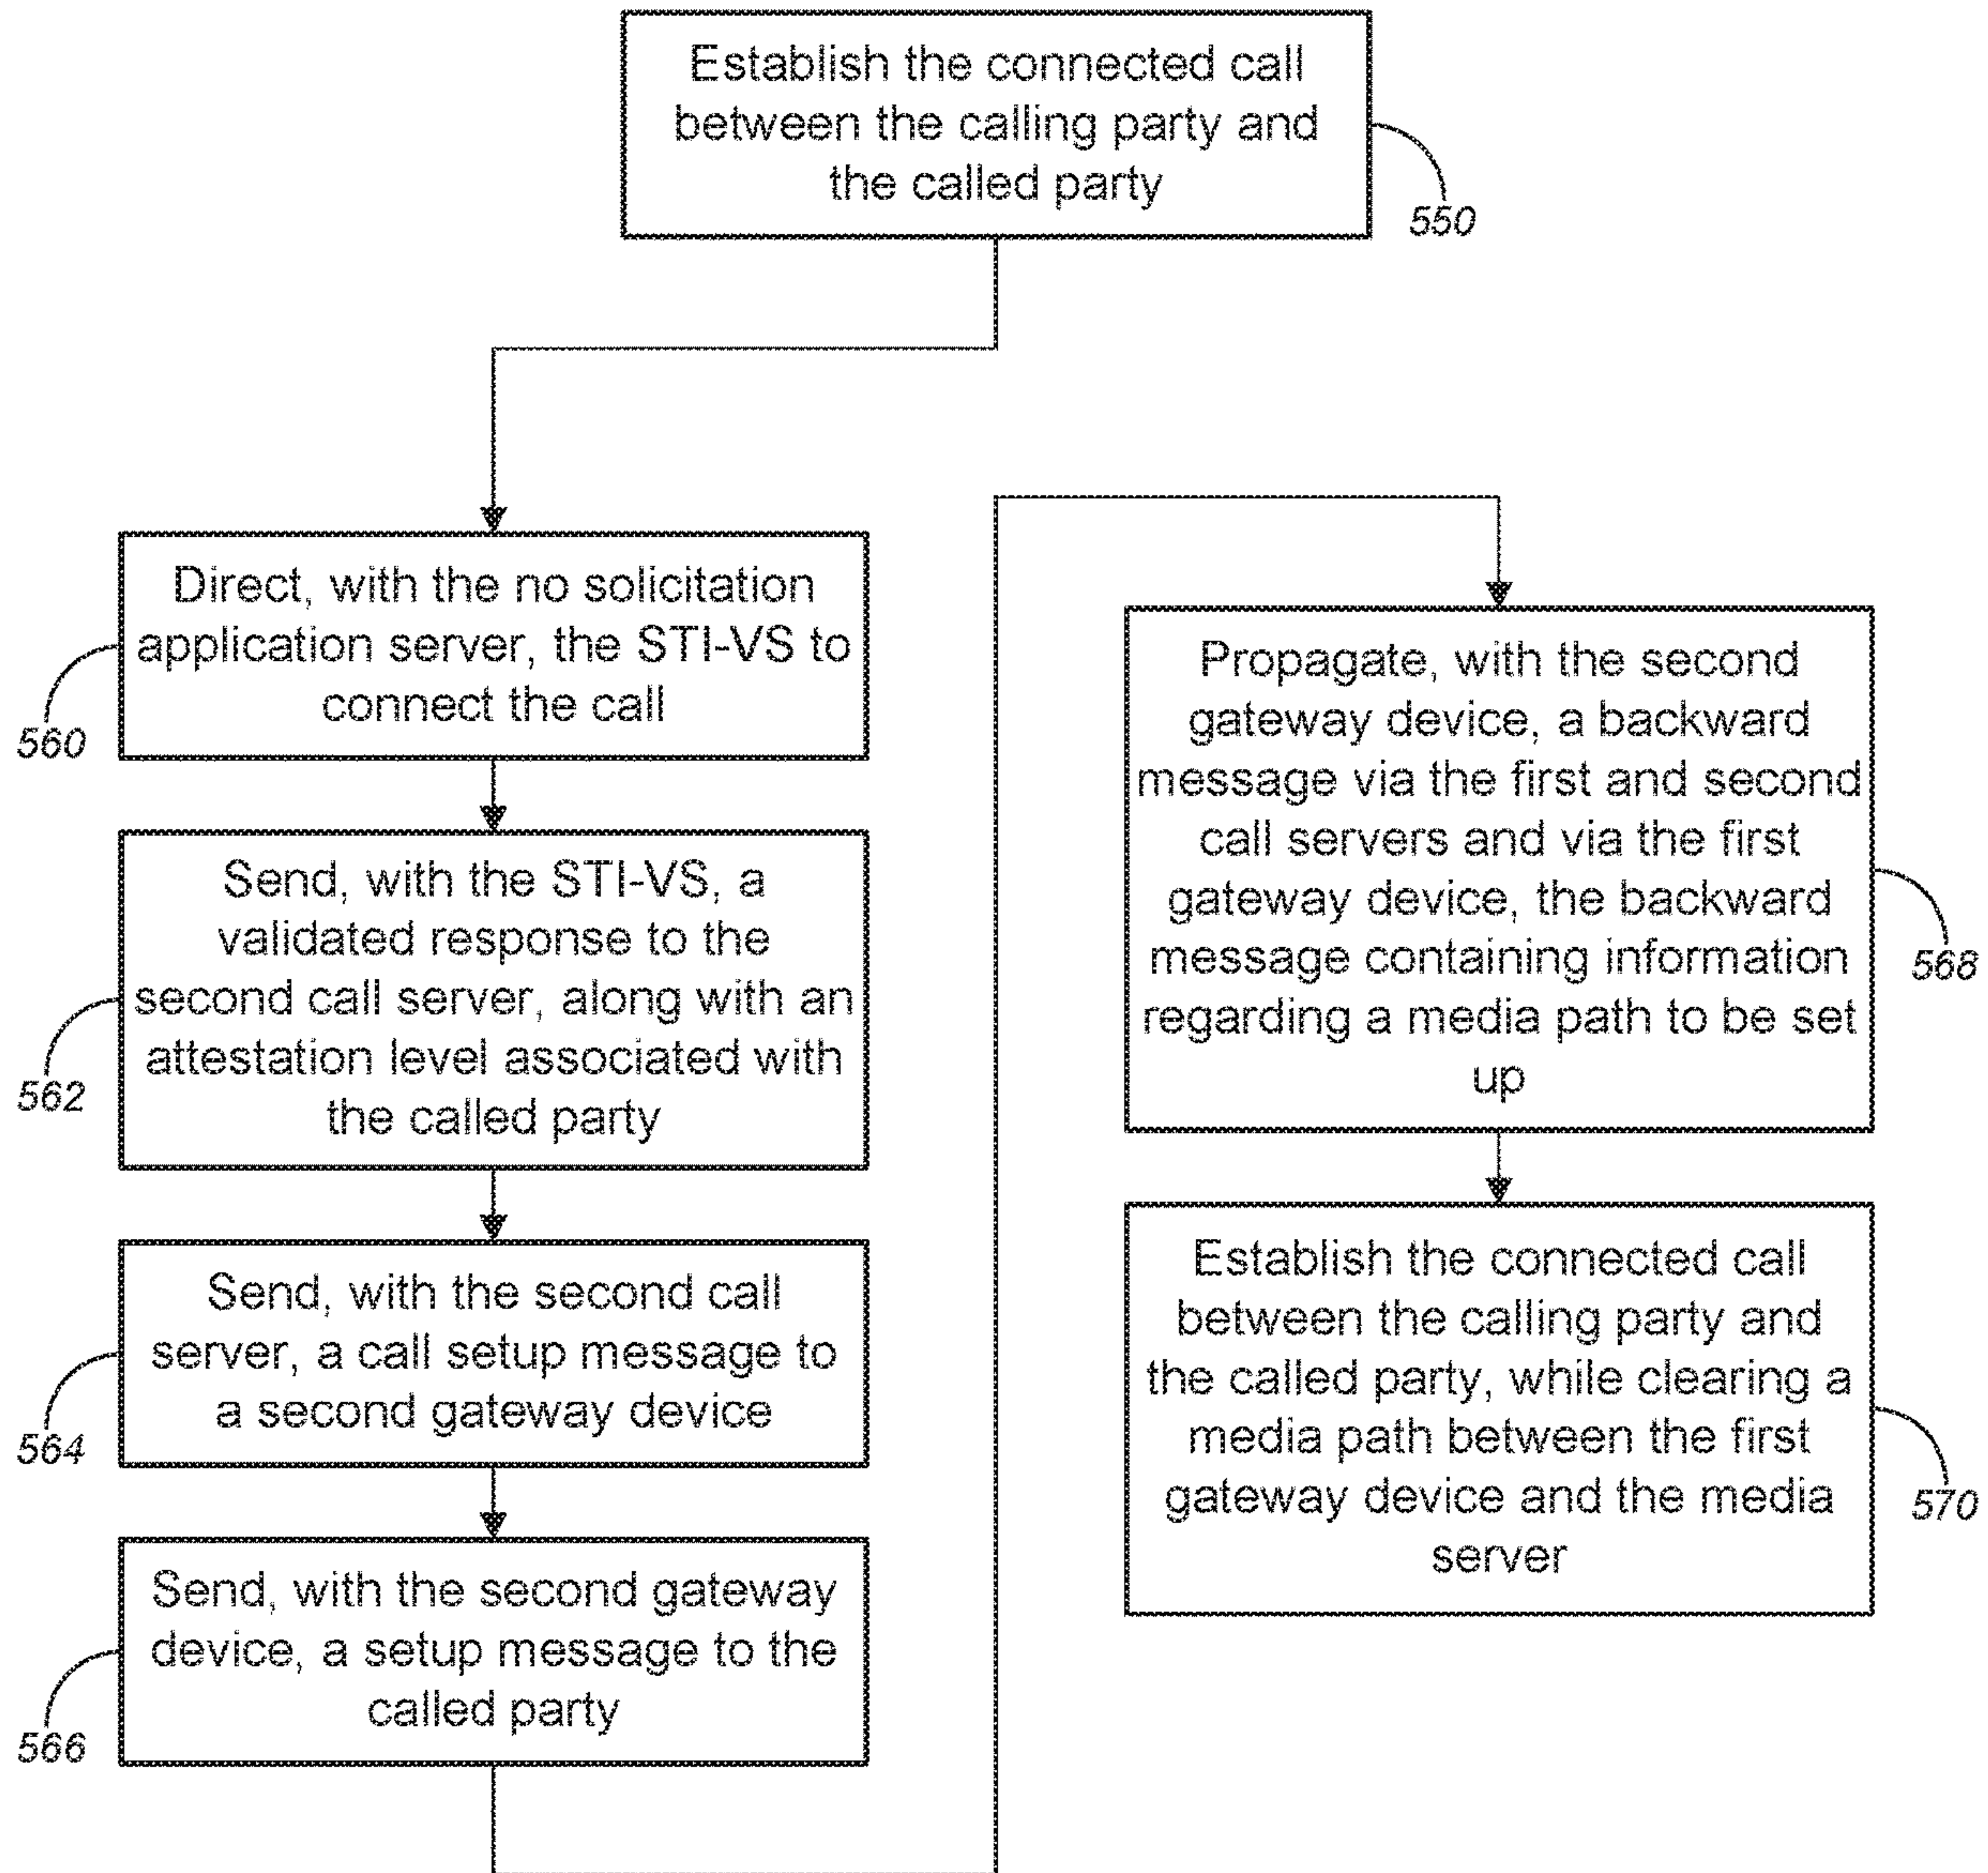 Establish the connected call
between the calling party and
the called party
550
Direct, with the no solicitation
application server, the STI-VS to
connect the call
560
Send, with the STI-VS, a
validated response to the
second call server, along with an
attestation level associated with
the called party
562
Send, with the second call
server, a call setup message to
a second gateway device
564
Send, with the second gateway
device, a setup message to the
called party
566
Propagate, with the second
gateway device, a backward
message via the first and second
call servers and via the first
gateway device, the backward
message containing information
regarding a media path to be set
up
568
Establish the connected call
between the calling party and
the called party, while clearing a
media path between the first
gateway device and the media
server
570